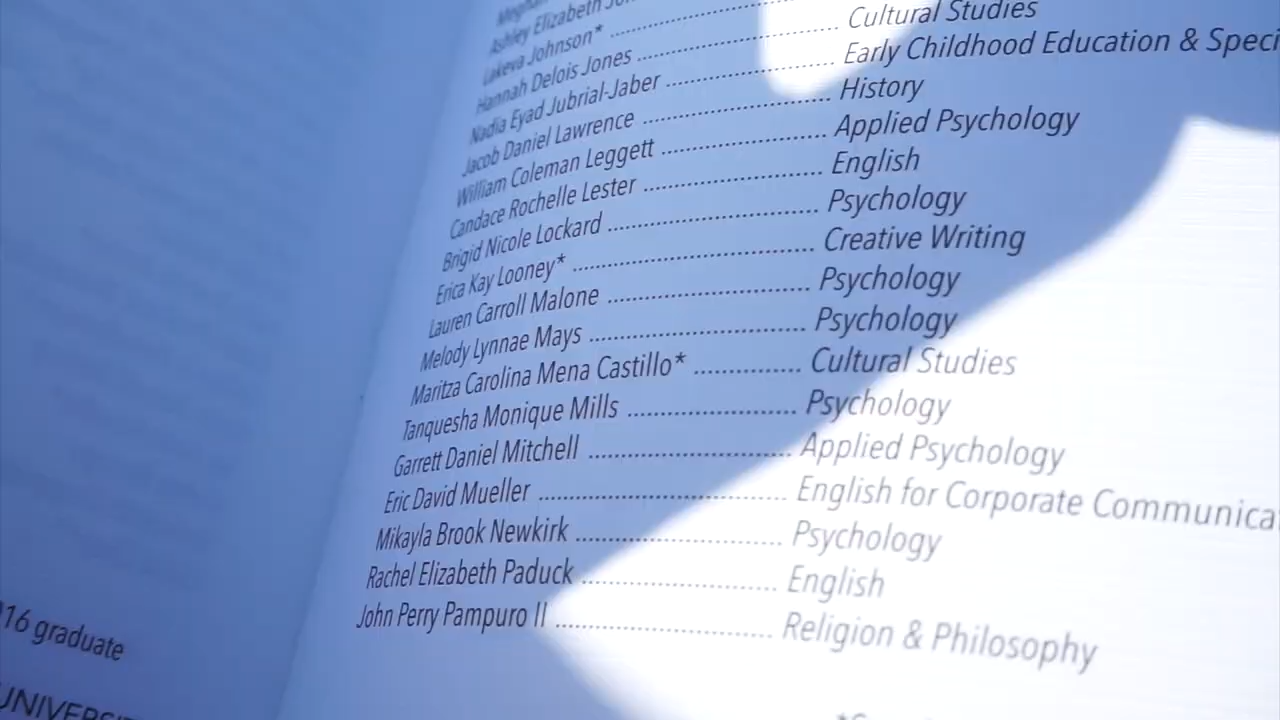 Meghan
Ashley Elizabeth
Lakeva Johnson* ..........
Hannah Delois Jones .......... Cultural Studies
Nadia Eyad Jubrial-Jaber .......... Early Childhood Education & Speci
Jacob Daniel Lawrence .......... History
William Coleman Leggett .......... Applied Psychology
Candace Rochelle Lester .......... English
Brigid Nicole Lockard .......... Psychology
Erica Kay Looney* .......... Creative Writing
Lauren Carroll Malone .......... Psychology
Melody Lynnae Mays .......... Psychology
Maritza Carolina Mena Castillo* .......... Cultural Studies
Tanquesha Monique Mills .......... Psychology
Garrett Daniel Mitchell .......... Applied Psychology
Eric David Mueller .......... English for Corporate Communica
Mikayla Brook Newkirk .......... Psychology
Rachel Elizabeth Paduck .......... English
John Perry Pampuro II .......... Religion & Philosophy
16 graduate
UNIVERSIT